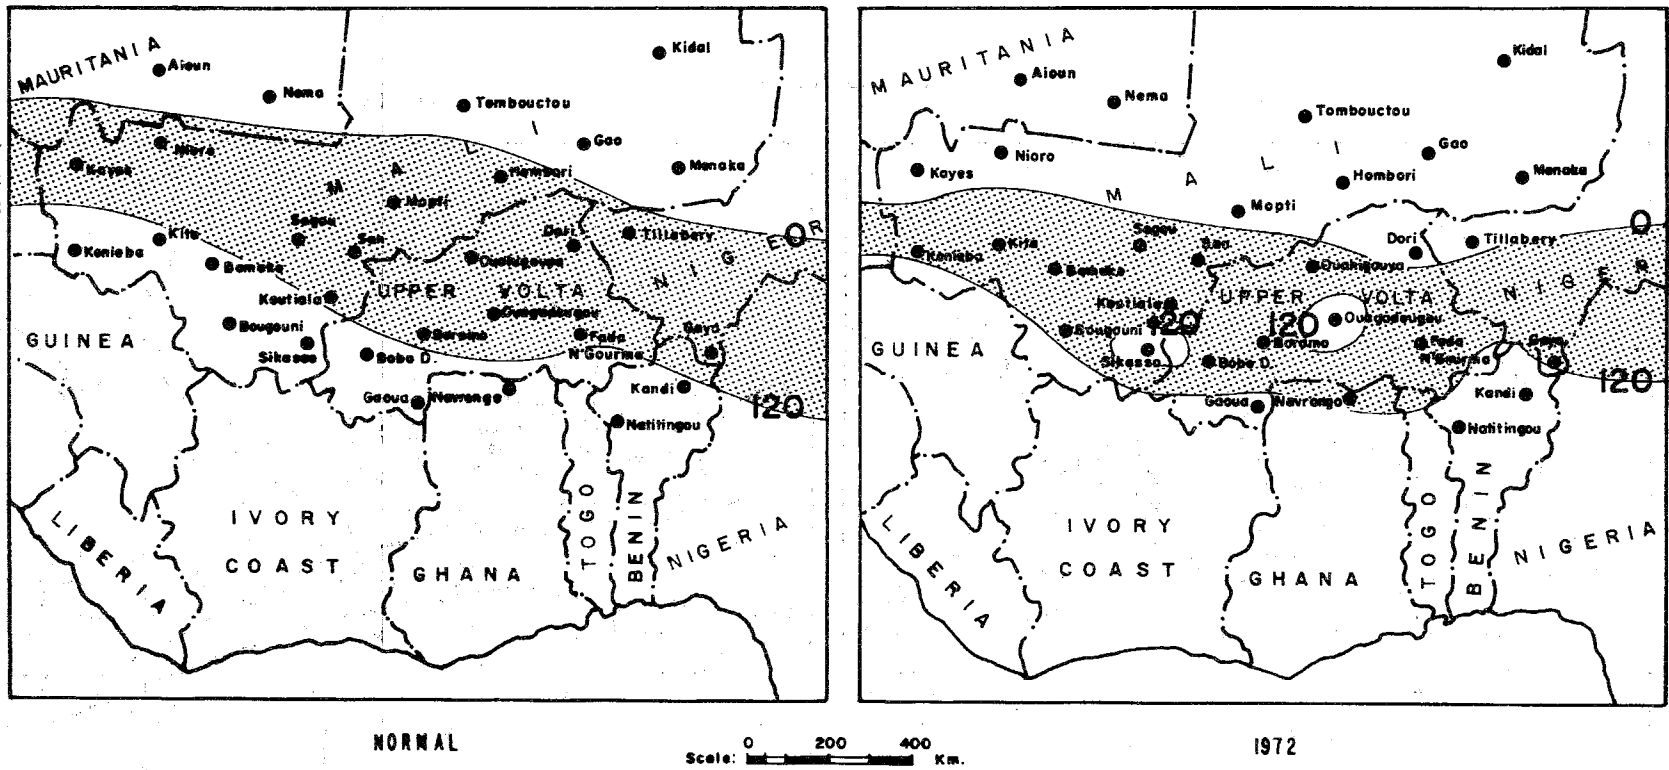 MAURITANIA
Aioun
Kidal
Nema
Tombouctou
Gao
Menaka
Nioro
Kayes
Hombori
MALI
Mopti
Segou
San
Kita
Kenieba
Bamako
Dori
Tillabery
0
NIGER
Ouahigouya
Koutiala
UPPER VOLTA
Ouagadougou
Bougouni
Boromo
Fada
N'Gourma
Gaya
GUINEA
Sikasso
Bobo D.
Kandi
120
Gaoua
Navrongo
Natitingou
IVORY
COAST
LIBERIA
GHANA
TOGO
BENIN
NIGERIA
NORMAL
MAURITANIA
Aioun
Kidal
Nema
Tombouctou
Gao
Menaka
Nioro
Kayes
Hombori
MALI
Mopti
0
Segou
San
Kita
Kenieba
Bamako
Dori
Tillabery
NIGER
Ouahigouya
Koutiala
UPPER VOLTA
120
120
Ouagadougou
Bougouni
Boromo
Fada
N'Gourma
Gaya
GUINEA
Sikasso
Bobo D.
Kandi
120
Gaoua
Navrongo
Natitingou
IVORY
COAST
LIBERIA
GHANA
TOGO
BENIN
NIGERIA
1972
0 200 400
Scale: Km.